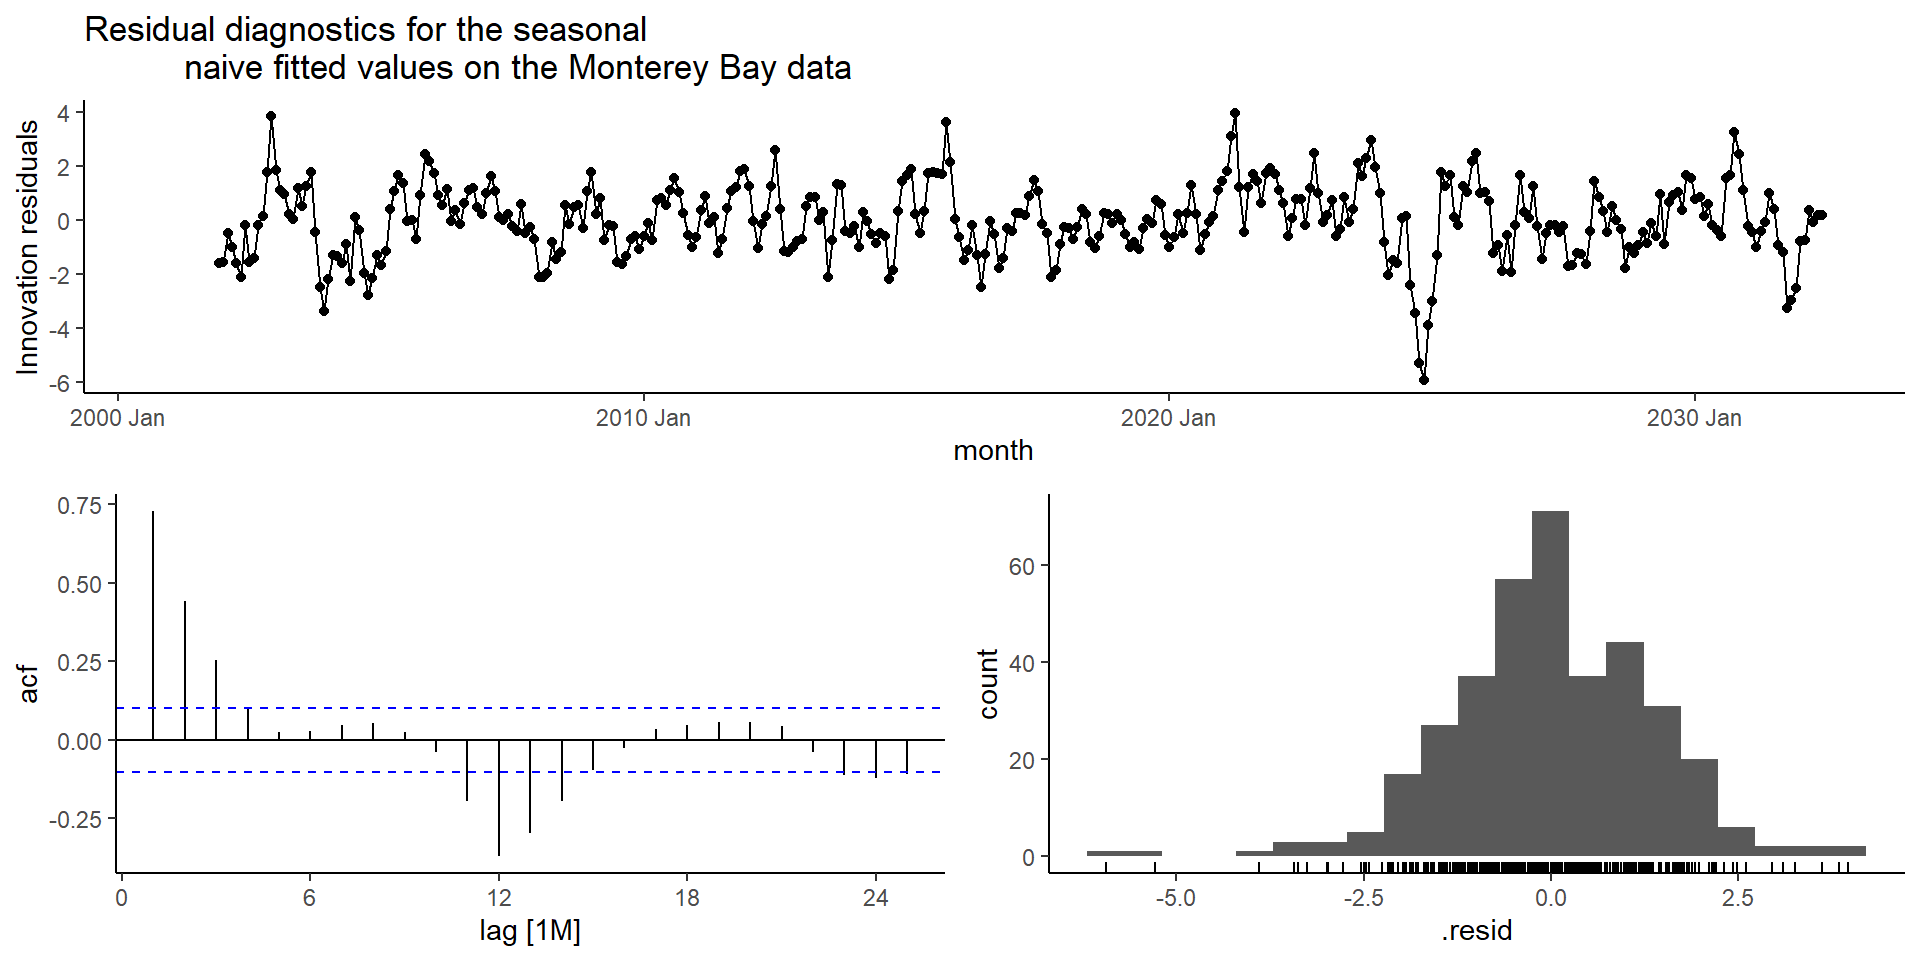 Residual diagnostics for the seasonal
naive fitted values on the Monterey Bay data
Innovation residuals
4
2
0
-2
-4
-6
2000 Jan
2010 Jan
2020 Jan
2030 Jan
month
acf
0.75
0.50
0.25
0.00
-0.25
0
6
12
18
24
lag [1M]
count
60
40
20
0
-5.0
-2.5
0.0
2.5
.resid